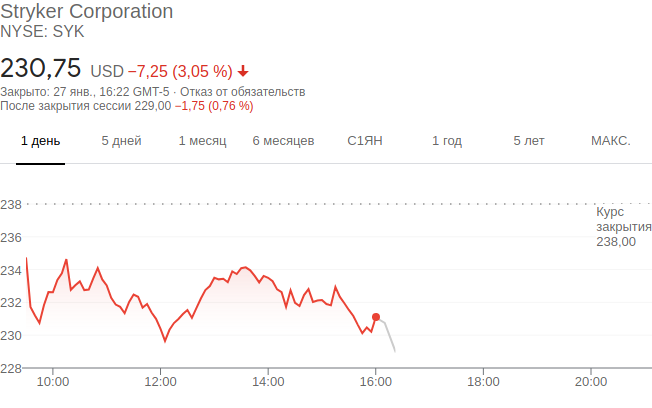 Stryker Corporation
NYSE: SYK
230,75 USD −7,25 (3,05 %)
Закрыто: 27 янв., 16:22 GMT-5 · Отказ от обязательств
После закрытия сессии 229,00 −1,75 (0,76 %)
1 день 5 дней 1 месяц 6 месяцев С1ЯН 1 год 5 лет МАКС.
238
Курс
закрытия
236
238,00
234
232
230
228
10:00 12:00 14:00 16:00 18:00 20:00